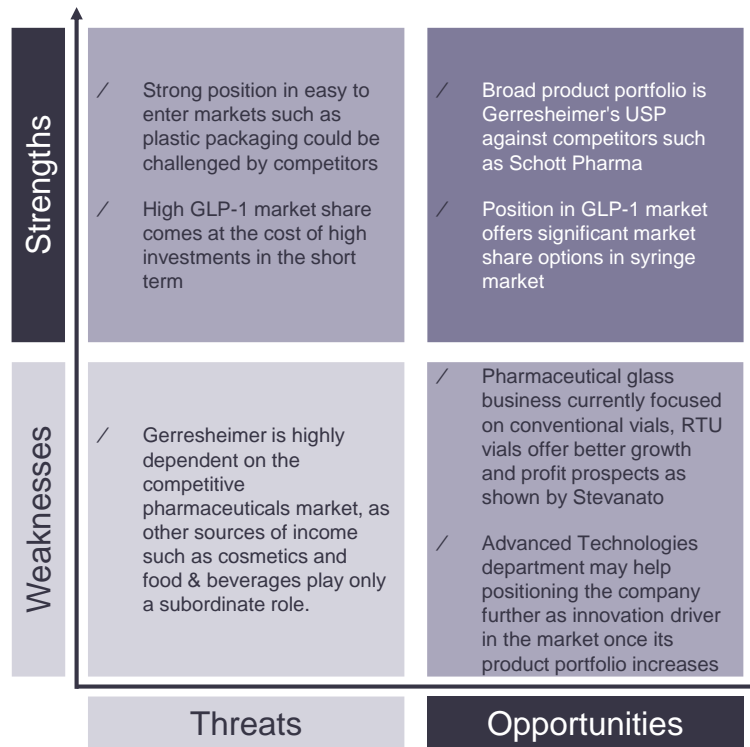 Strengths
/ Strong position in easy to
enter markets such as
plastic packaging could be
challenged by competitors
/ High GLP-1 market share
comes at the cost of high
investments in the short
term
/ Broad product portfolio is
Gerresheimer's USP
against competitors such
as Schott Pharma
/ Position in GLP-1 market
offers significant market
share options in syringe
market
Weaknesses
/ Gerresheimer is highly
dependent on the
competitive
pharmaceuticals market, as
other sources of income
such as cosmetics and
food & beverages play only
a subordinate role.
/ Pharmaceutical glass
business currently focused
on conventional vials, RTU
vials offer better growth
and profit prospects as
shown by Stevanato
/ Advanced Technologies
department may help
positioning the company
further as innovation driver
in the market once its
product portfolio increases
Threats
Opportunities